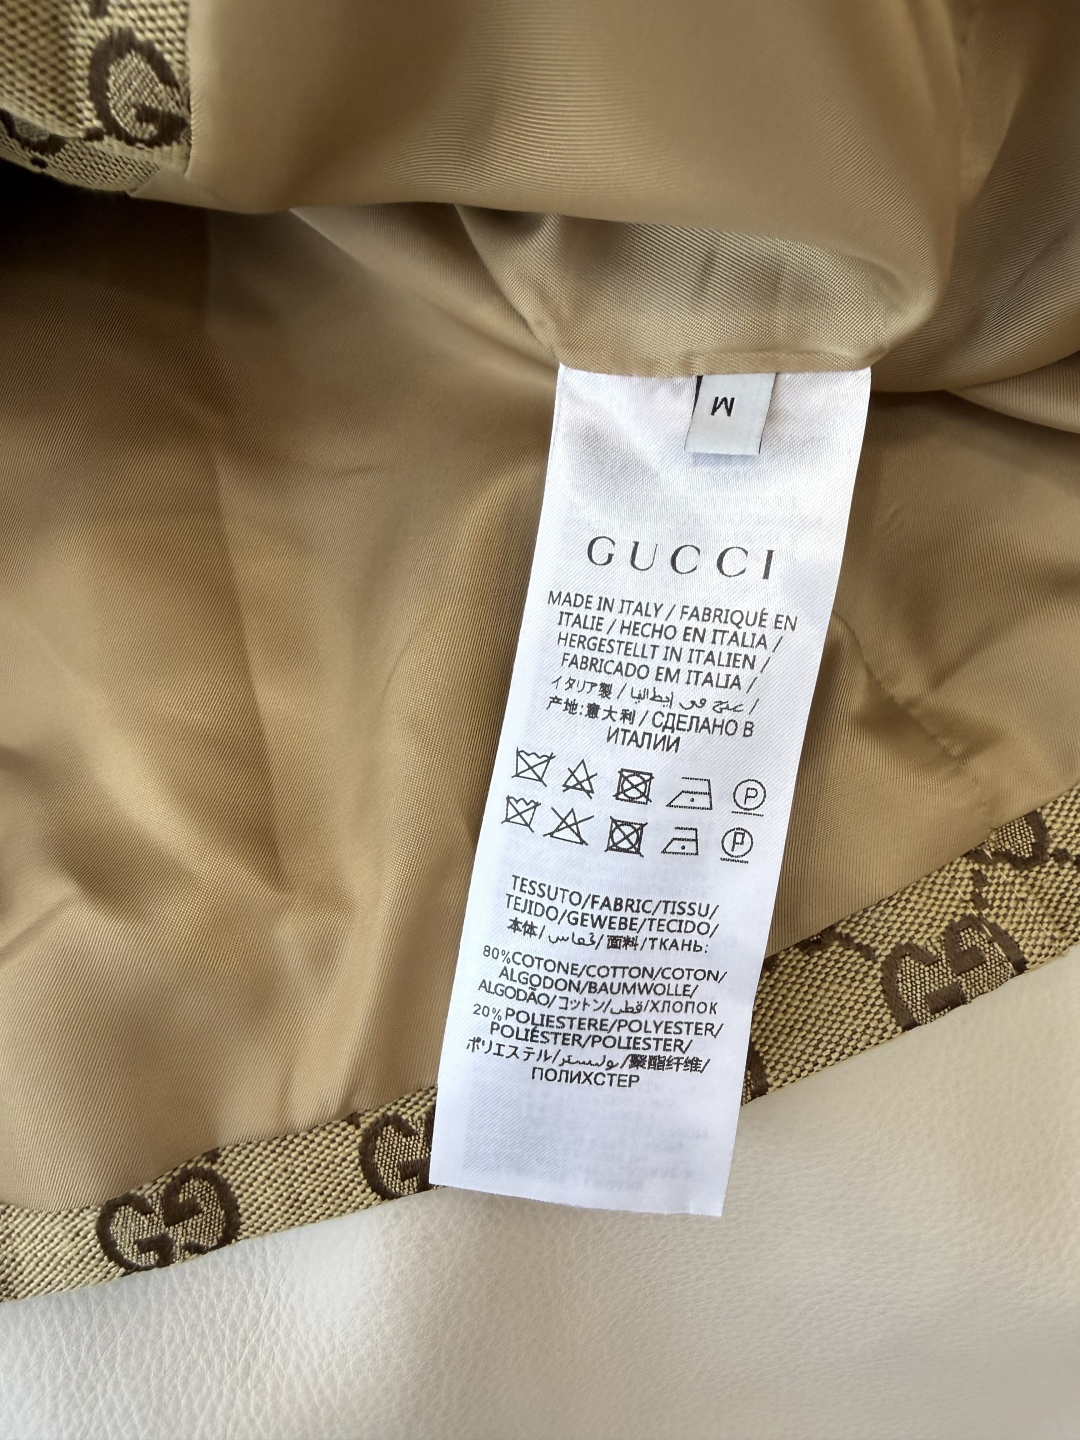 M
GUCCI
MADE IN ITALY / FABRIQUÉ EN
ITALIE / HECHO EN ITALIA /
HERGESTELLT IN ITALIEN /
FABRICADO EM ITALIA /
イタリア製 / صنع في إيطاليا /
产地:意大利 / СДЕЛАНО В
ИТАЛИИ
P
P
TESSUTO/FABRIC/TISSU/
TEJIDO/GEWEBE/TECIDO/
本体/قماس/面料/ТКАНЬ:
80%COTONE/COTTON/COTON/
ALGODON/BAUMWOLLE/
ALGODÃO/コットン/قطن/ХЛОПОК
20%POLIESTERE/POLYESTER/
POLIÉSTER/POLIESTER/
ポリエステル/بوليستر/聚酯纤维/
ПОЛИХСТЕР